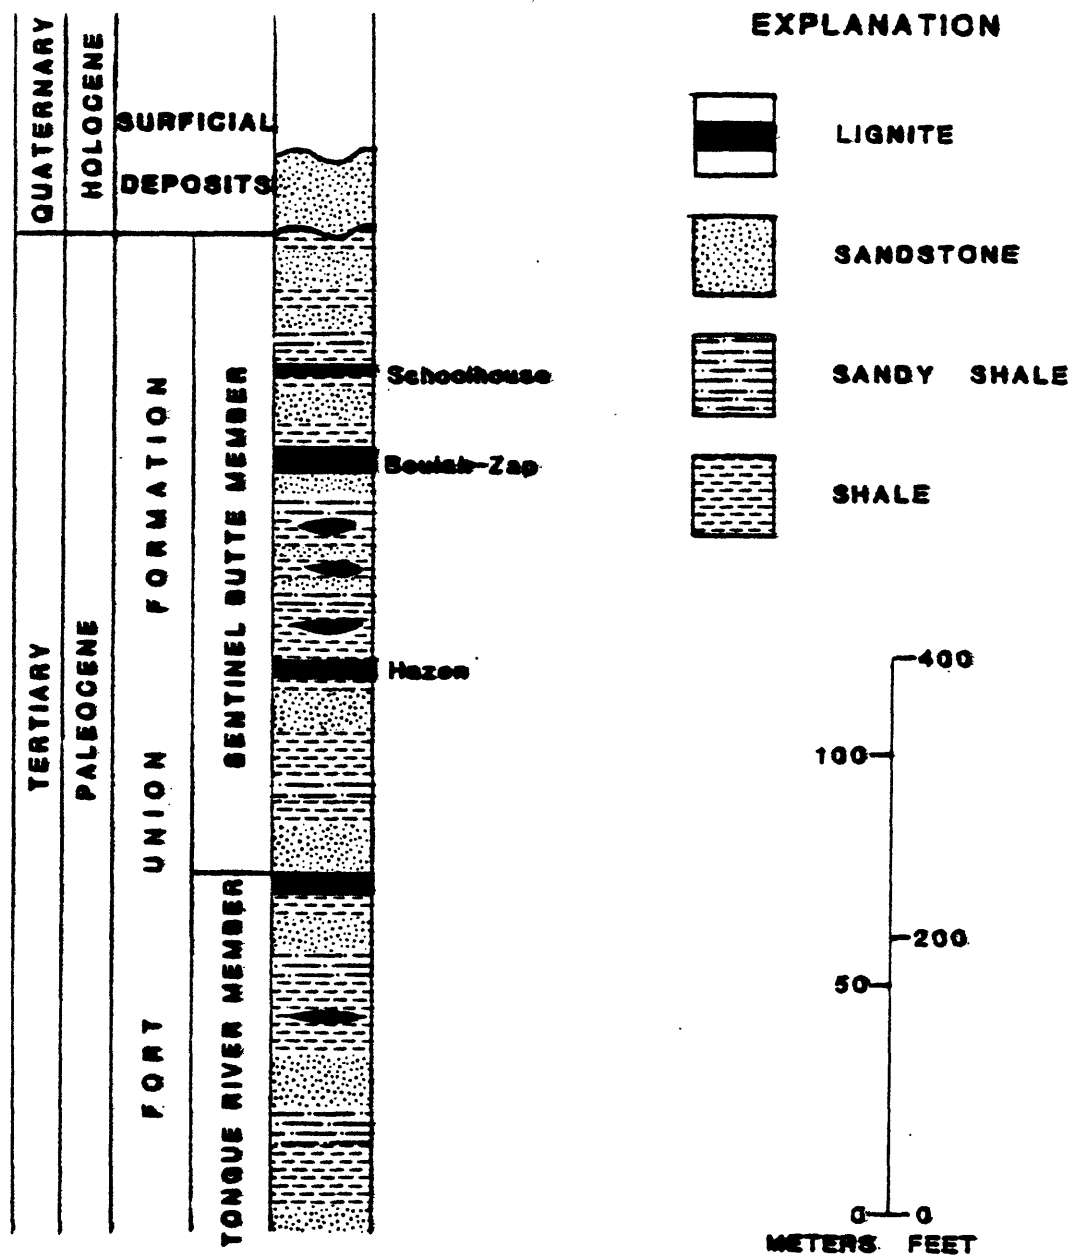 EXPLANATION
LIGNITE
SANDSTONE
SANDY SHALE
SHALE
QUATERNARY
HOLOCENE
SURFICIAL
DEPOSITS
TERTIARY
PALEOCENE
FORT UNION FORMATION
SENTINEL BUTTE MEMBER
TONGUE RIVER MEMBER
Schoolhouse
Beulah-Zap
Hazen
400
100
200
50
0 0
METERS FEET